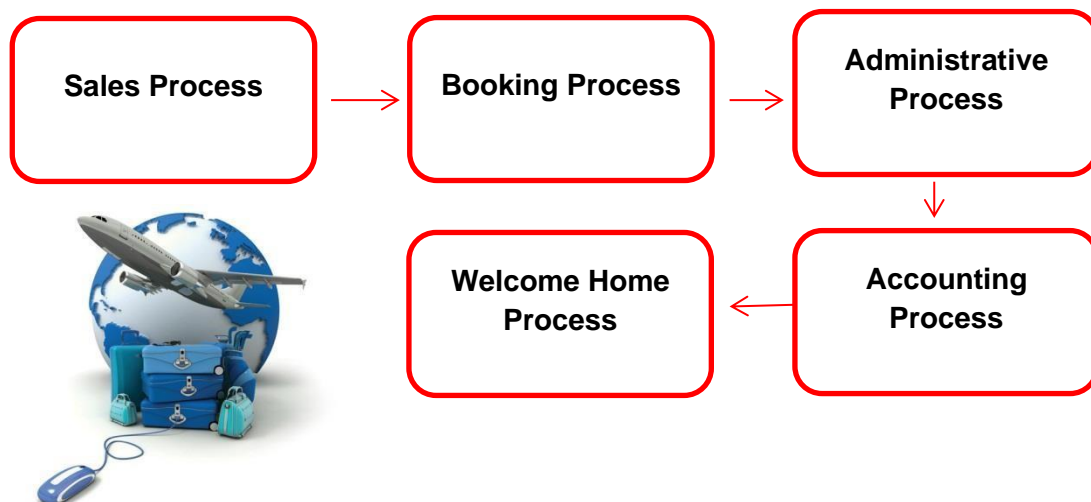 Sales Process
Booking Process
Administrative
Process
Accounting
Process
Welcome Home
Process